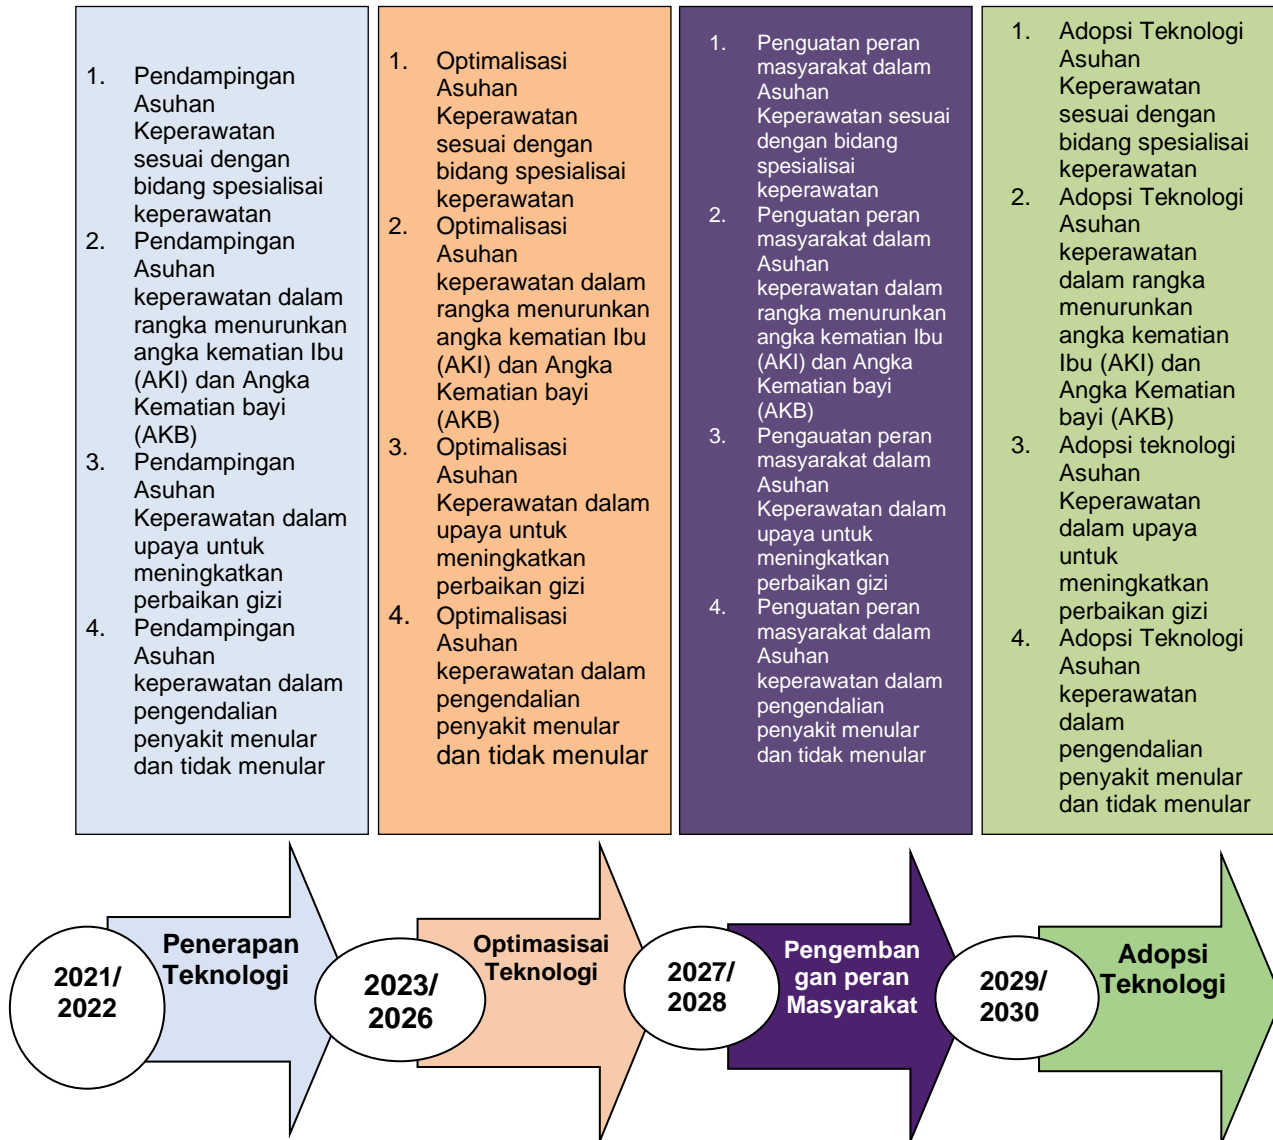 1. Pendampingan
Asuhan
Keperawatan
sesuai dengan
bidang spesialisai
keperawatan
2. Pendampingan
Asuhan
keperawatan dalam
rangka menurunkan
angka kematian Ibu
(AKI) dan Angka
Kematian bayi
(AKB)
3. Pendampingan
Asuhan
Keperawatan dalam
upaya untuk
meningkatkan
perbaikan gizi
4. Pendampingan
Asuhan
keperawatan dalam
pengendalian
penyakit menular
dan tidak menular
1. Optimalisasi
Asuhan
Keperawatan
sesuai dengan
bidang spesialisai
keperawatan
2. Optimalisasi
Asuhan
keperawatan dalam
rangka menurunkan
angka kematian Ibu
(AKI) dan Angka
Kematian bayi
(AKB)
3. Optimalisasi
Asuhan
Keperawatan dalam
upaya untuk
meningkatkan
perbaikan gizi
4. Optimalisasi
Asuhan
keperawatan dalam
pengendalian
penyakit menular
dan tidak menular
1. Penguatan peran
masyarakat dalam
Asuhan
Keperawatan sesuai
dengan bidang
spesialisai
keperawatan
2. Penguatan peran
masyarakat dalam
Asuhan
keperawatan dalam
rangka menurunkan
angka kematian Ibu
(AKI) dan Angka
Kematian bayi
(AKB)
3. Pengauatan peran
masyarakat dalam
Asuhan
Keperawatan dalam
upaya untuk
meningkatkan
perbaikan gizi
4. Penguatan peran
masyarakat dalam
Asuhan
keperawatan dalam
pengendalian
penyakit menular
dan tidak menular
1. Adopsi Teknologi
Asuhan
Keperawatan
sesuai dengan
bidang spesialisai
keperawatan
2. Adopsi Teknologi
Asuhan
keperawatan
dalam rangka
menurunkan
angka kematian
Ibu (AKI) dan
Angka Kematian
bayi (AKB)
3. Adopsi teknologi
Asuhan
Keperawatan
dalam upaya
untuk
meningkatkan
perbaikan gizi
4. Adopsi Teknologi
Asuhan
keperawatan
dalam
pengendalian
penyakit menular
dan tidak menular
2021/
2022
Penerapan
Teknologi
2023/
2026
Optimasisai
Teknologi
2027/
2028
Pengemban
gan peran
Masyarakat
2029/
2030
Adopsi
Teknologi